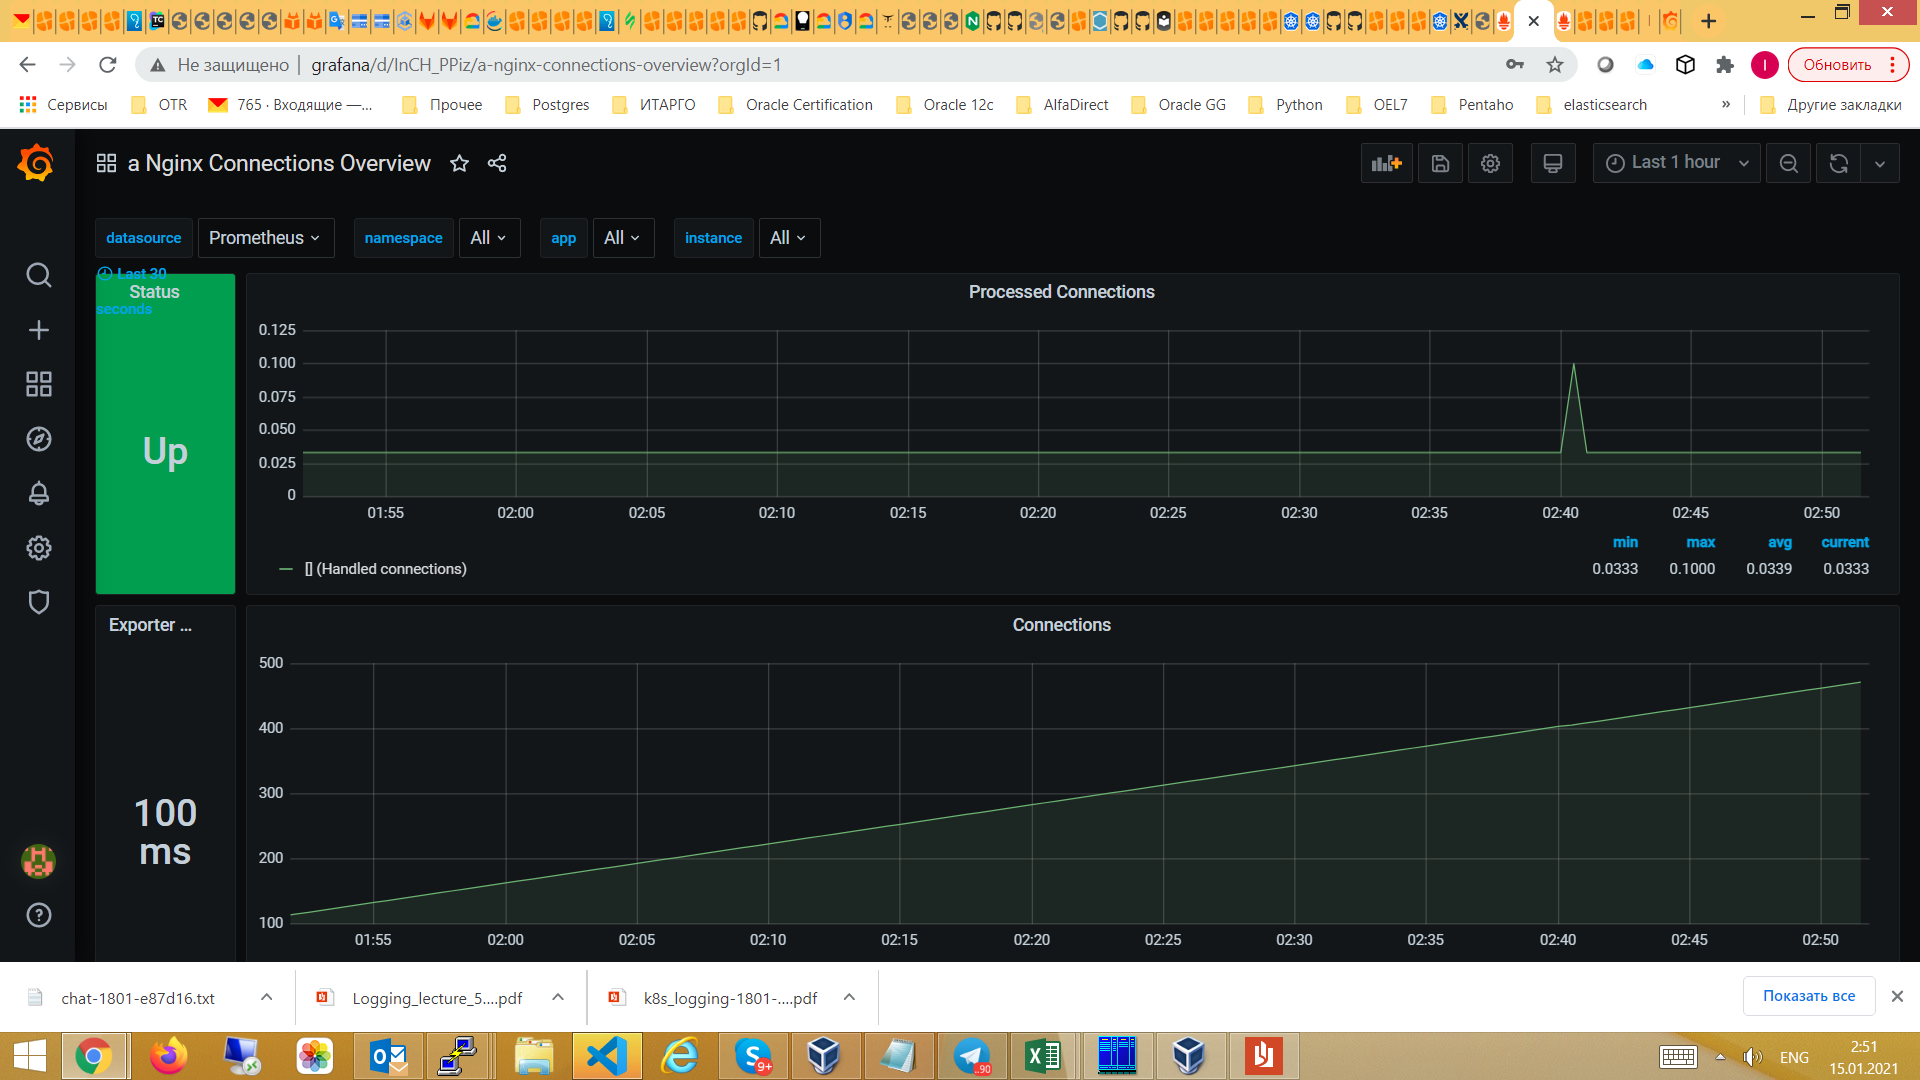 Не защищено | grafana/d/InCH_PPiz/a-nginx-connections-overview?orgId=1
I
Обновить
Сервисы OTR 765 · Входящие —... Прочее Postgres ИТАРГО Oracle Certification Oracle 12c AlfaDirect Oracle GG Python OEL7 Pentaho elasticsearch » Другие закладки
a Nginx Connections Overview
Last 1 hour
datasource Prometheus namespace All app All instance All
Last 30
seconds
Status
Up
Processed Connections
0.125
0.100
0.075
0.050
0.025
0
01:55 02:00 02:05 02:10 02:15 02:20 02:25 02:30 02:35 02:40 02:45 02:50
min max avg current
[] (Handled connections) 0.0333 0.1000 0.0339 0.0333
Exporter ...
100
ms
Connections
500
400
300
200
100
01:55 02:00 02:05 02:10 02:15 02:20 02:25 02:30 02:35 02:40 02:45 02:50
chat-1801-e87d16.txt Logging_lecture_5....pdf k8s_logging-1801-....pdf Показать все
9+
..90
ENG
2:51
15.01.2021